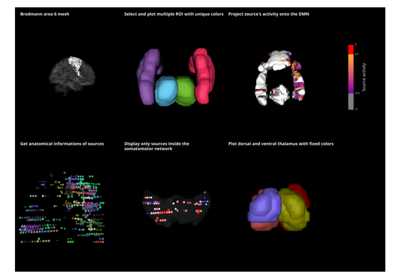 Brodmann area 6 mesh
Select and plot multiple ROI with unique colors
Project source's activity onto the DMN
Source activity
Get anatomical informations of sources
Display only sources inside the
somatomotor network
Plot dorsal and ventral thalamus with fixed colors